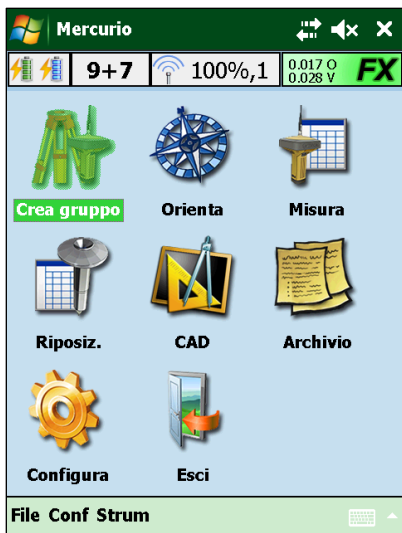 Mercurio
9+7 100%,1 0.017 O FX
0.028 V
Crea gruppo Orienta Misura
Riposiz. CAD Archivio
Configura Esci
File Conf Strum